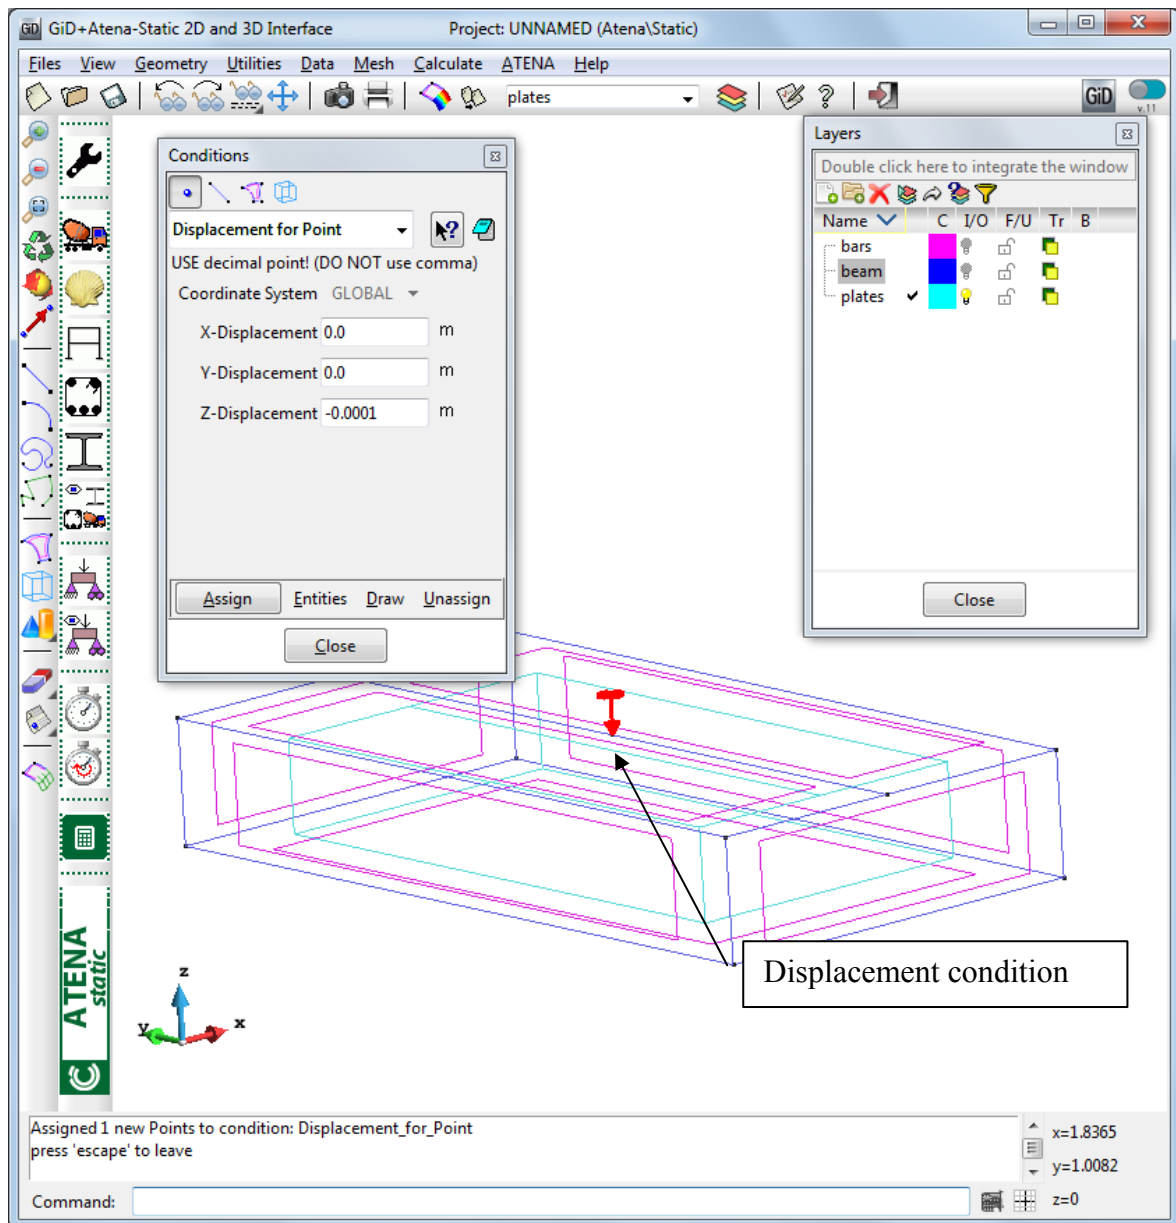 GiD GiD+Atena-Static 2D and 3D Interface Project: UNNAMED (Atena\Static)
Files View Geometry Utilities Data Mesh Calculate ATENA Help
plates
GiD
v.11
Conditions
Displacement for Point
USE decimal point! (DO NOT use comma)
Coordinate System GLOBAL
X-Displacement 0.0 m
Y-Displacement 0.0 m
Z-Displacement -0.0001 m
Assign Entities Draw Unassign
Close
Layers
Double click here to integrate the window
Name C I/O F/U Tr B
bars
beam
plates
Close
Displacement condition
z
y
x
ATENA
static
Assigned 1 new Points to condition: Displacement_for_Point
press 'escape' to leave
Command:
x=1.8365
y=1.0082
z=0